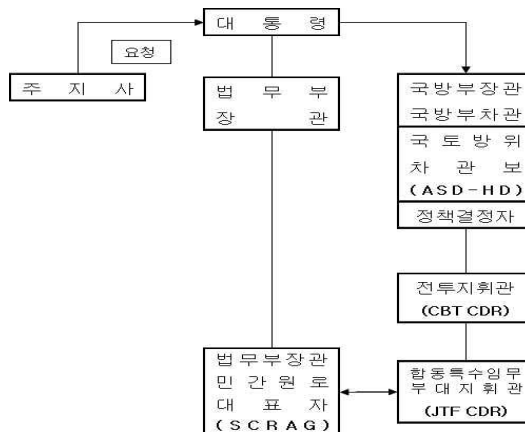 대 통 령
요청
주 지 사
법 무 부
장 관
국방부장관
국방부차관
국 토 방 위
차 관 보
(ASD-HD)
정책결정자
전투지휘관
(CBT CDR)
법무부장관
민간원로
대 표 자
(SCRAG)
합동특수임무
부대지휘관
(JTF CDR)